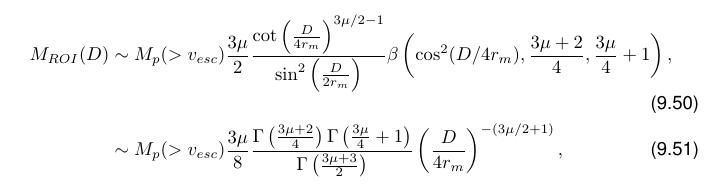 M_{ROI}(D) \sim M_p(> v_{esc}) \frac{3\mu}{2} \frac{\cot\left(\frac{D}{4r_m}\right)^{3\mu/2-1}}{\sin^2\left(\frac{D}{2r_m}\right)} \beta\left(\cos^2(D/4r_m), \frac{3\mu+2}{4}, \frac{3\mu}{4}+1\right),
(9.50)
\sim M_p(> v_{esc}) \frac{3\mu}{8} \frac{\Gamma\left(\frac{3\mu+2}{4}\right)\Gamma\left(\frac{3\mu}{4}+1\right)}{\Gamma\left(\frac{3\mu+3}{2}\right)} \left(\frac{D}{4r_m}\right)^{-(3\mu/2+1)}, (9.51)